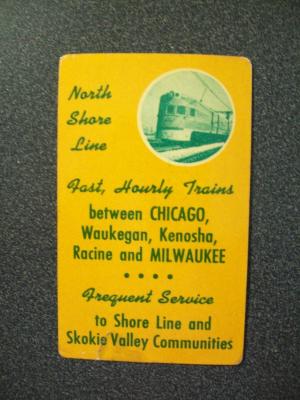 North
Shore
Line
Fast, Hourly Trains
between CHICAGO,
Waukegan, Kenosha,
Racine and MILWAUKEE
• • • •
Frequent Service
to Shore Line and
Skokie Valley Communities